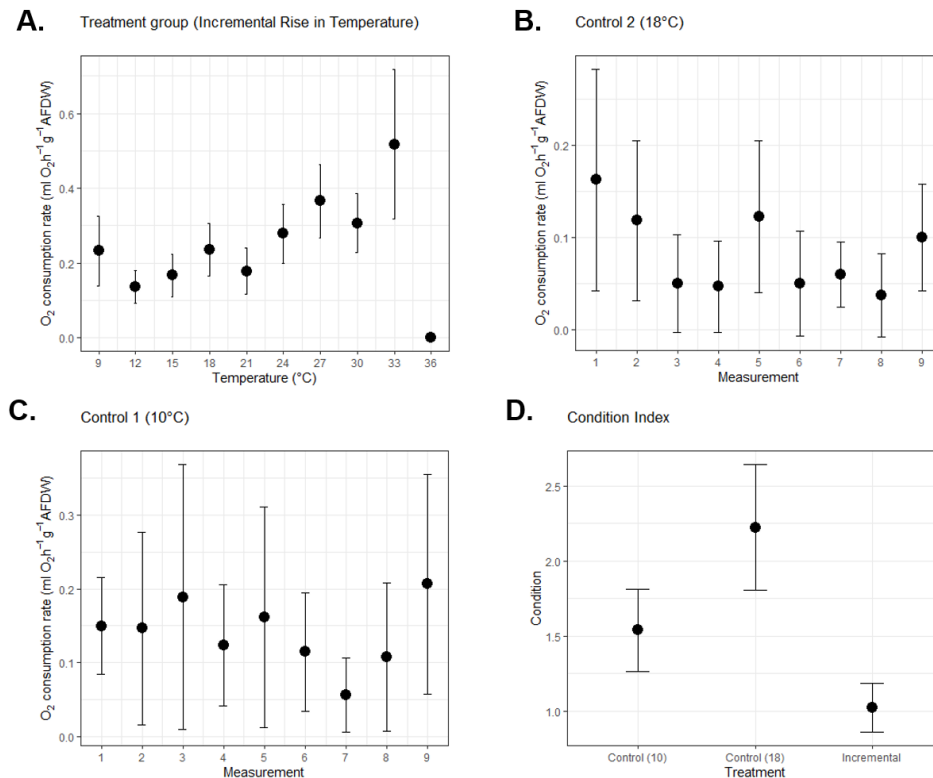 A.
Treatment group (Incremental Rise in Temperature)
O₂ consumption rate (ml O₂h⁻¹g⁻¹AFDW)
0.6
0.4
0.2
0.0
9 12 15 18 21 24 27 30 33 36
Temperature (°C)
B.
Control 2 (18°C)
O₂ consumption rate (ml O₂h⁻¹g⁻¹AFDW)
0.2
0.1
0.0
1 2 3 4 5 6 7 8 9
Measurement
C.
Control 1 (10°C)
O₂ consumption rate (ml O₂h⁻¹g⁻¹AFDW)
0.3
0.2
0.1
0.0
1 2 3 4 5 6 7 8 9
Measurement
D.
Condition Index
Condition
2.5
2.0
1.5
1.0
Control (10) Control (18) Incremental
Treatment